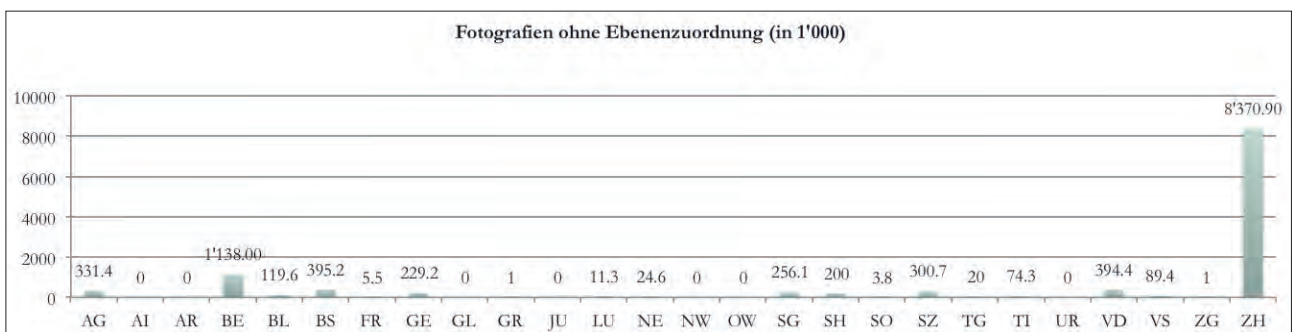 Fotografien ohne Ebenenzuordnung (in 1'000)
10000
8000
6000
4000
2000
0
331.4 0 0 1'138.00 119.6 395.2 5.5 229.2 0 1 0 11.3 24.6 0 0 256.1 200 3.8 300.7 20 74.3 0 394.4 89.4 1 8'370.90
AG AI AR BE BL BS FR GE GL GR JU LU NE NW OW SG SH SO SZ TG TI UR VD VS ZG ZH